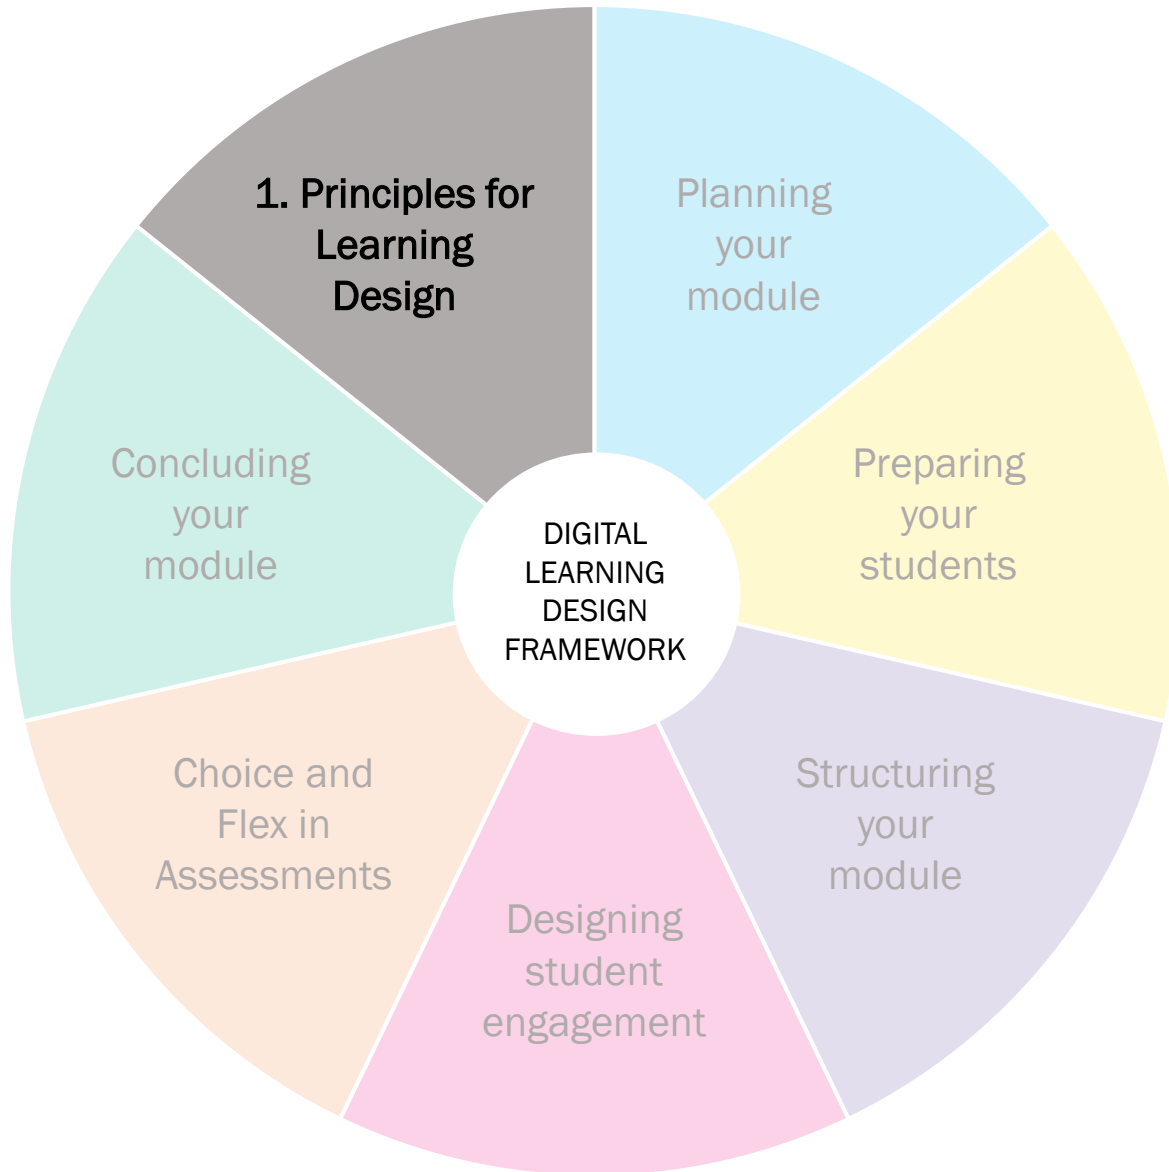 1. Principles for
Learning
Design
Planning
your
module
Preparing
your
students
Structuring
your
module
Designing
student
engagement
Choice and
Flex in
Assessments
Concluding
your
module
DIGITAL
LEARNING
DESIGN
FRAMEWORK